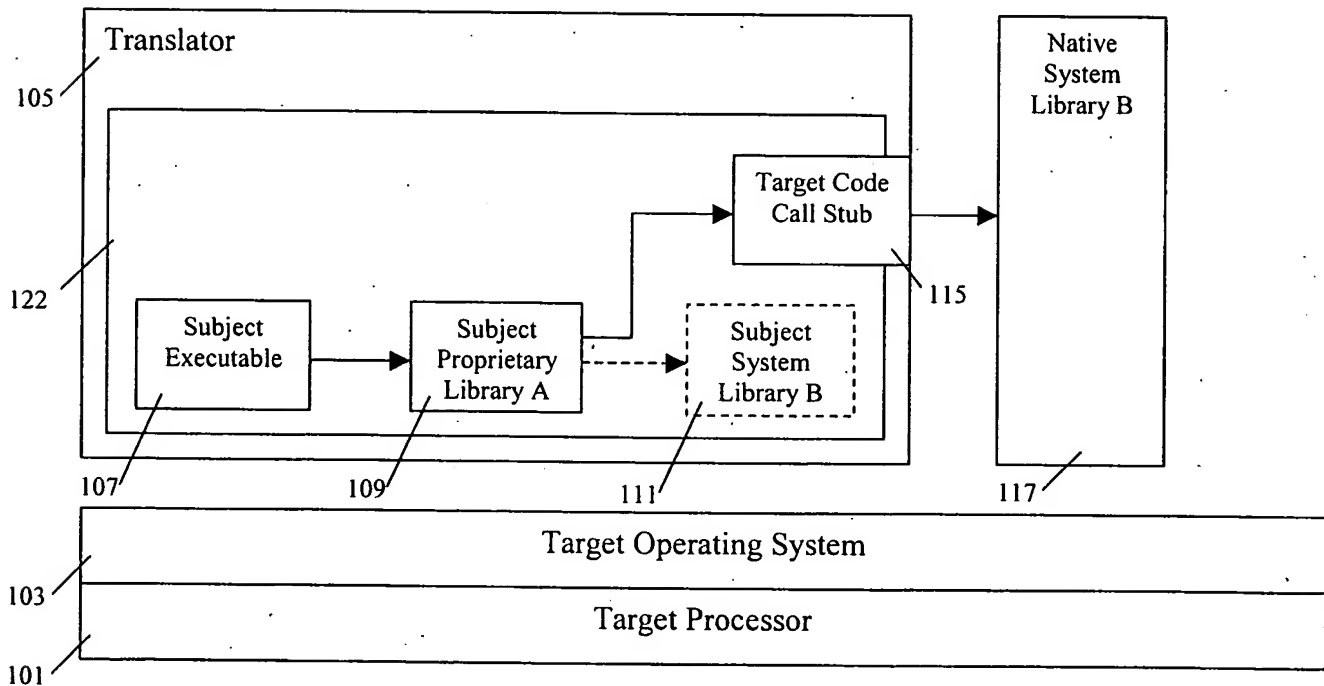 Translator
105
Native
System
Library B
Target Code
Call Stub
115
122
Subject
Executable
Subject
Proprietary
Library A
Subject
System
Library B
107
109
111
117
Target Operating System
103
Target Processor
101